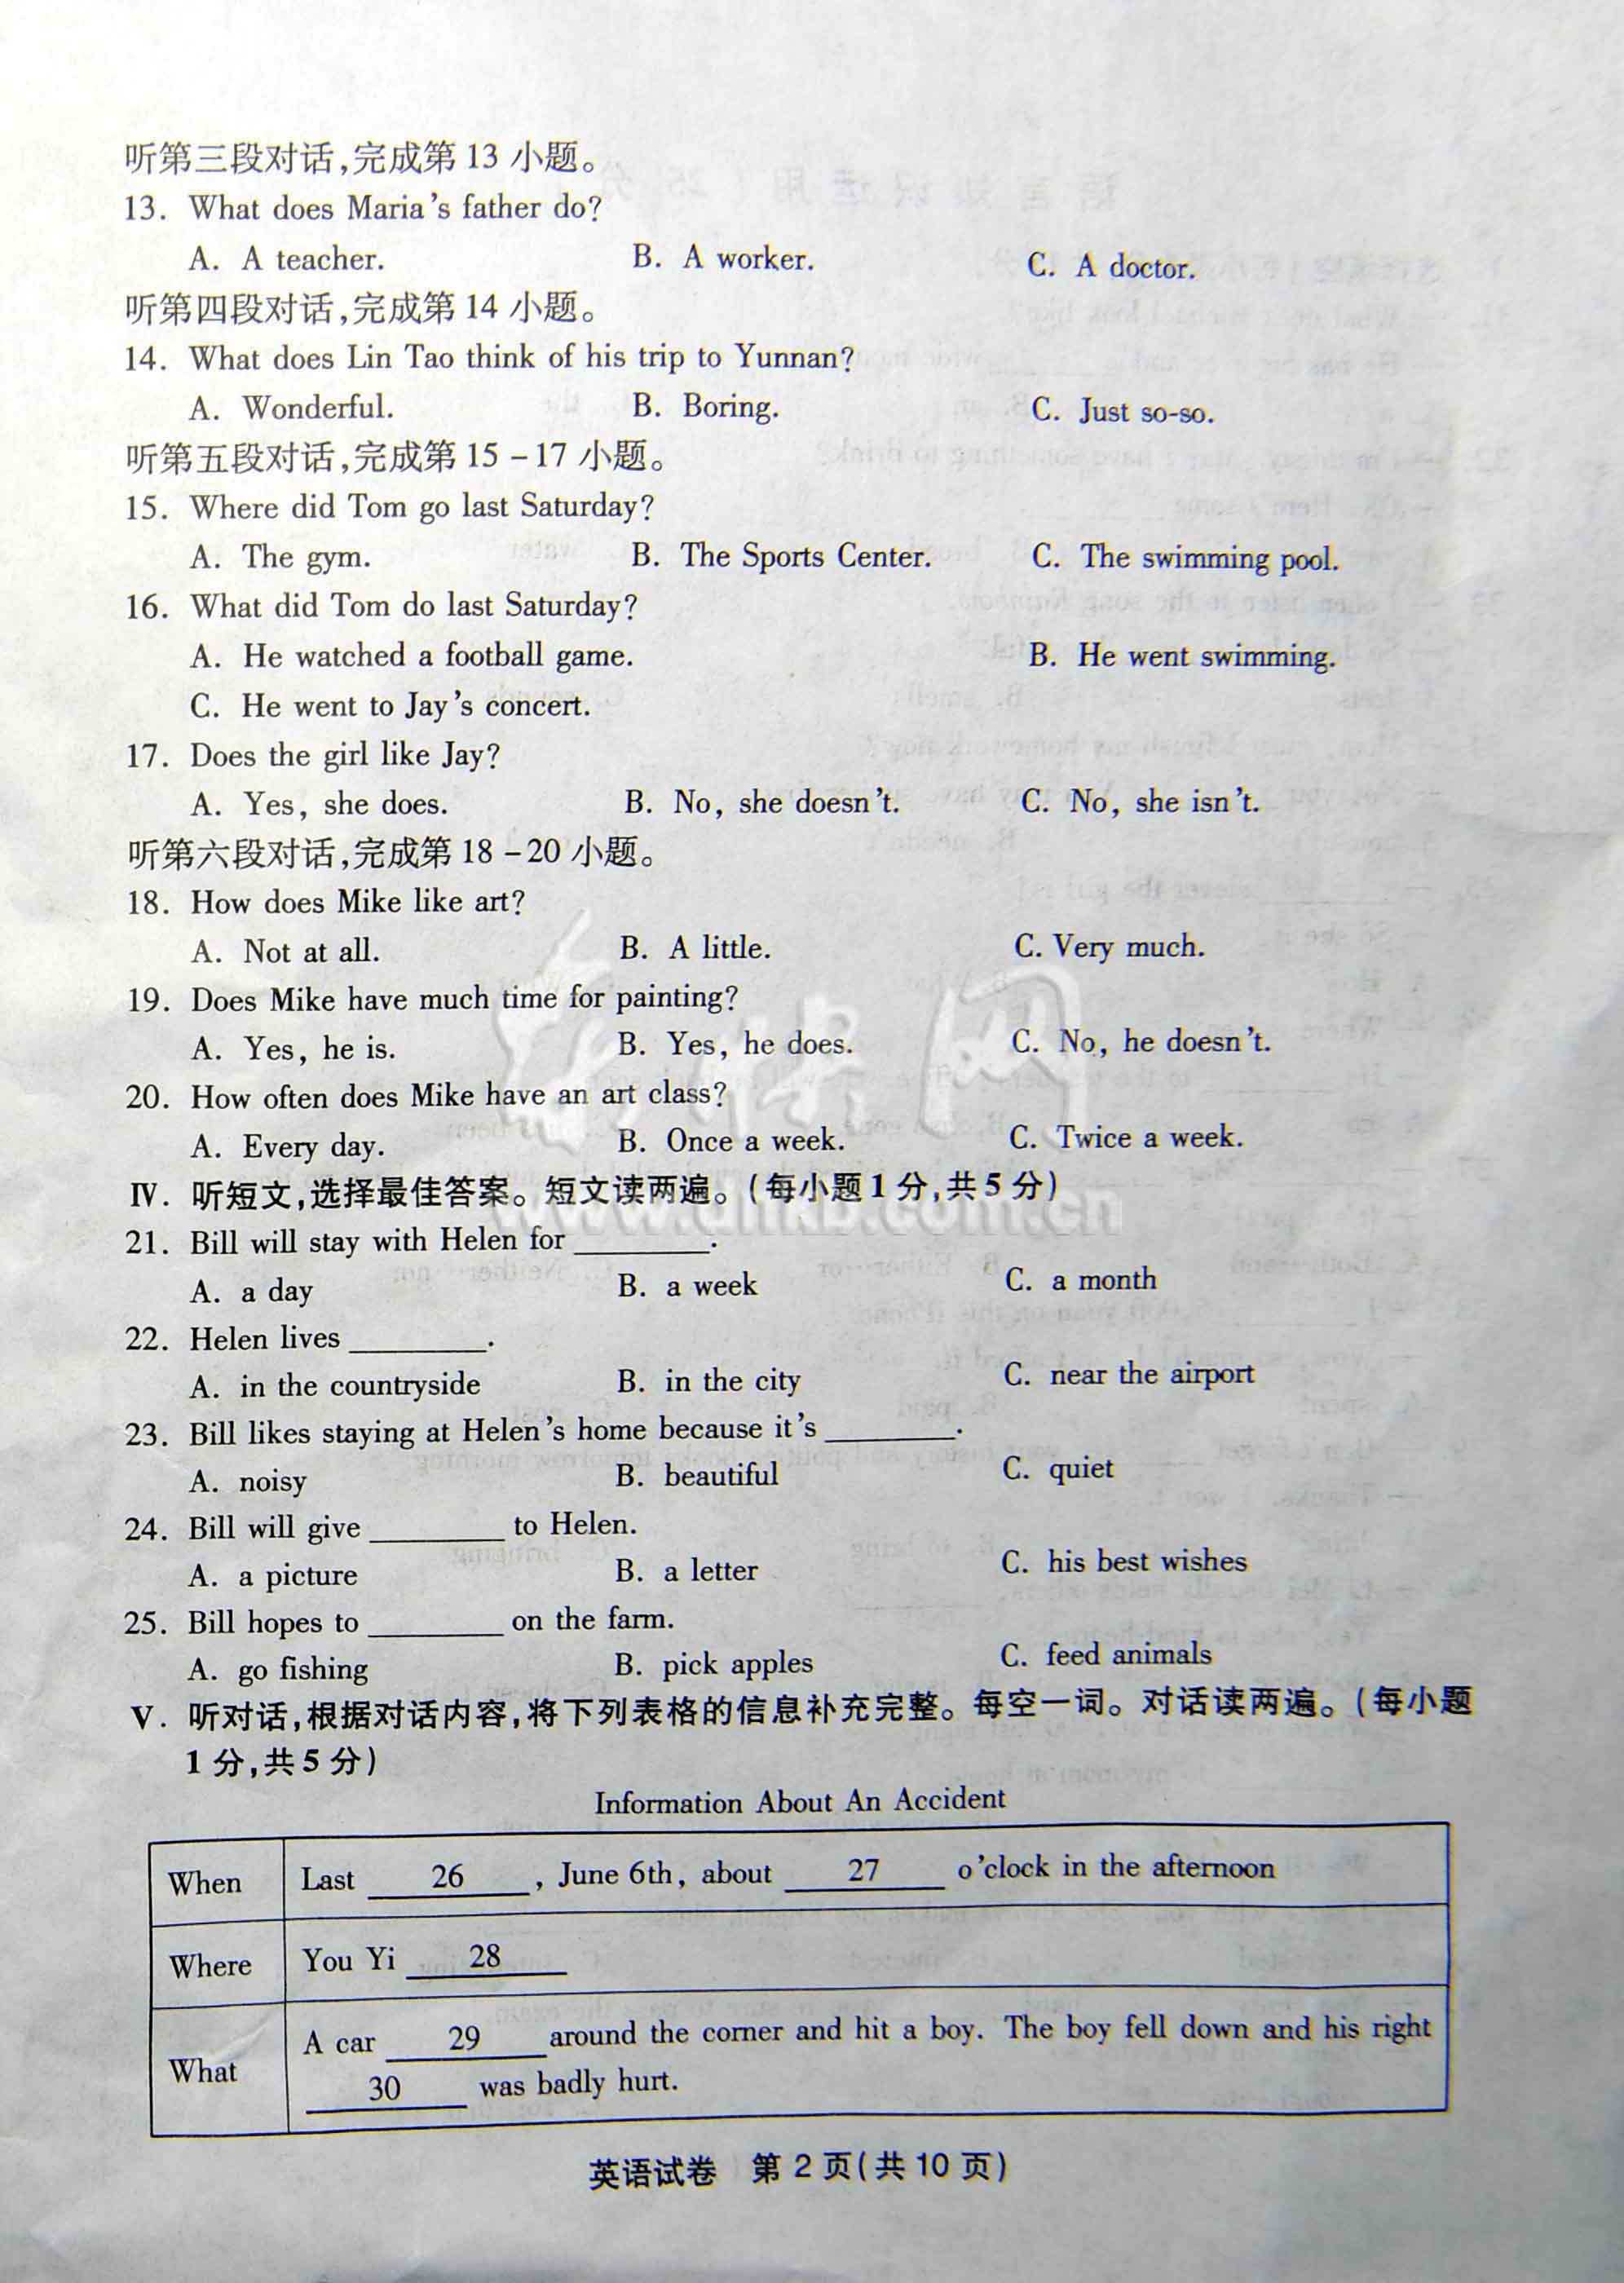 听第三段对话,完成第 13 小题。
13. What does Maria's father do?
A. A teacher. B. A worker. C. A doctor.
听第四段对话,完成第 14 小题。
14. What does Lin Tao think of his trip to Yunnan?
A. Wonderful. B. Boring. C. Just so-so.
听第五段对话,完成第 15 - 17 小题。
15. Where did Tom go last Saturday?
A. The gym. B. The Sports Center. C. The swimming pool.
16. What did Tom do last Saturday?
A. He watched a football game. B. He went swimming.
C. He went to Jay's concert.
17. Does the girl like Jay?
A. Yes, she does. B. No, she doesn't. C. No, she isn't.
听第六段对话,完成第 18 - 20 小题。
18. How does Mike like art?
A. Not at all. B. A little. C. Very much.
19. Does Mike have much time for painting?
A. Yes, he is. B. Yes, he does. C. No, he doesn't.
20. How often does Mike have an art class?
A. Every day. B. Once a week. C. Twice a week.
Ⅳ. 听短文,选择最佳答案。短文读两遍。(每小题 1 分,共 5 分)
21. Bill will stay with Helen for ________.
A. a day B. a week C. a month
22. Helen lives ________.
A. in the countryside B. in the city C. near the airport
23. Bill likes staying at Helen's home because it's ________.
A. noisy B. beautiful C. quiet
24. Bill will give ________ to Helen.
A. a picture B. a letter C. his best wishes
25. Bill hopes to ________ on the farm.
A. go fishing B. pick apples C. feed animals
Ⅴ. 听对话,根据对话内容,将下列表格的信息补充完整。每空一词。对话读两遍。(每小题
1 分,共 5 分)
Information About An Accident
When Last 26 , June 6th, about 27 o'clock in the afternoon
Where You Yi 28
What A car 29 around the corner and hit a boy. The boy fell down and his right
30 was badly hurt.
英语试卷 第 2 页(共 10 页)